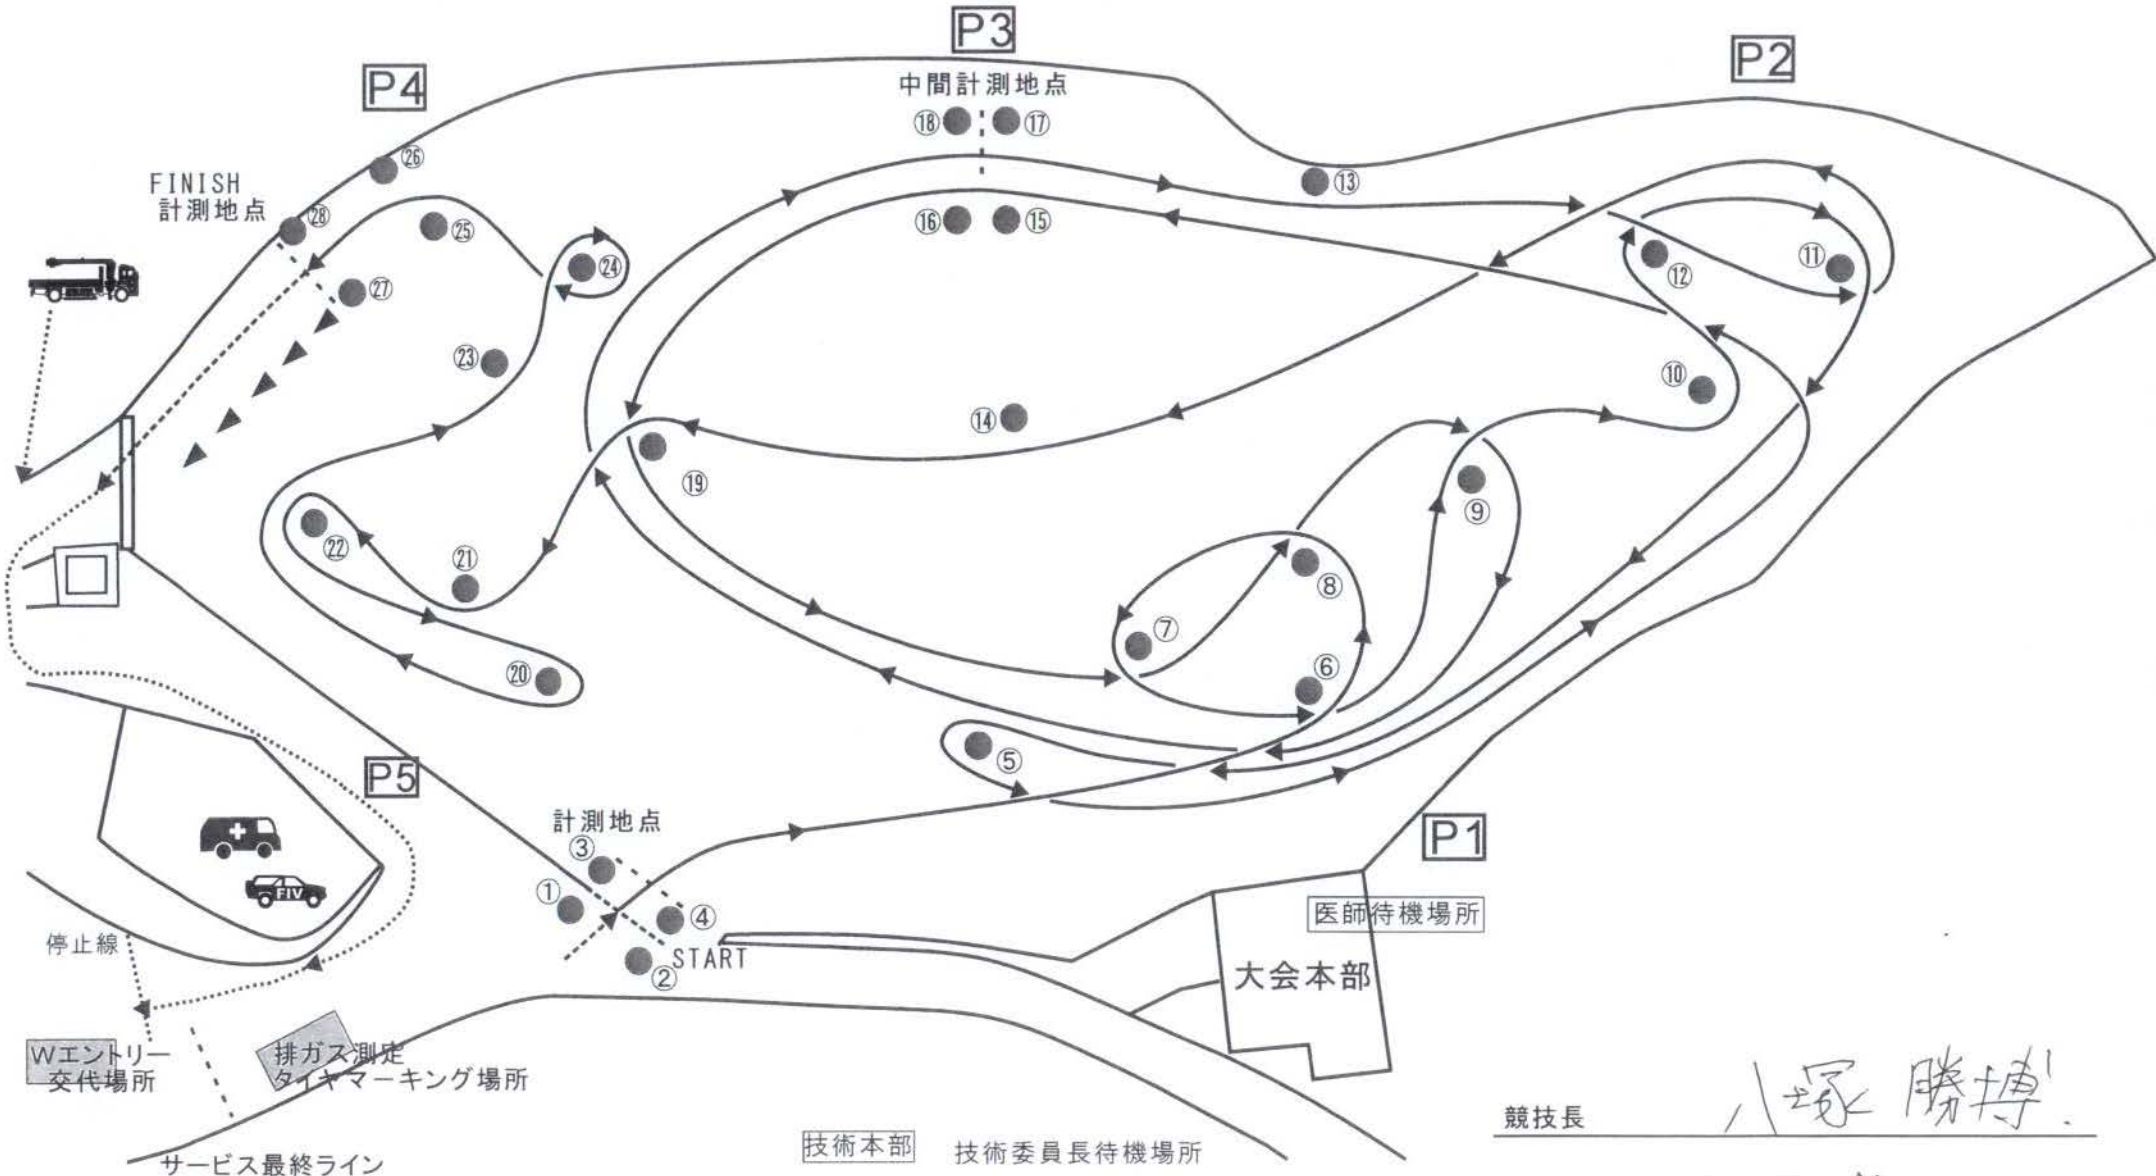 P3
P2
P4
中間計測地点
⑱ ⑰
㉖
⑬
FINISH
計測地点
㉘
㉕
⑯ ⑮
㉔
⑫
⑪
㉗
㉓
⑩
⑭
⑲
⑨
㉒
㉑
⑧
⑦
⑥
⑳
⑤
P5
計測地点
③
P1
①
④
FIV
医師待機場所
停止線
START
②
大会本部
Wエントリー
交代場所
排ガス測定
タイヤマーキング場所
競技長 八塚 勝博
技術本部 技術委員長待機場所
サービス最終ライン